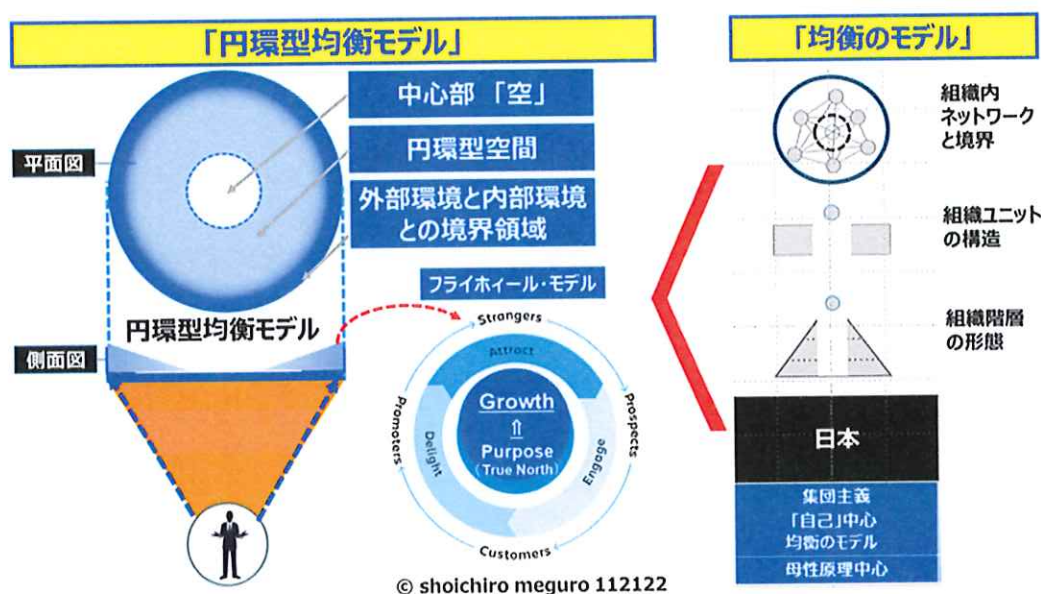 「円環型均衡モデル」
平面図
中心部 「空」
円環型空間
外部環境と内部環境
との境界領域
円環型均衡モデル
側面図
フライホィール・モデル
Strangers
Attract
Prospects
Engage
Customers
Delight
Promoters
Growth
⇑
Purpose
(True North)
© shoichiro meguro 112122
「均衡のモデル」
組織内
ネットワーク
と境界
組織ユニット
の構造
組織階層
の形態
日本
集団主義
「自己」中心
均衡のモデル
母性原理中心